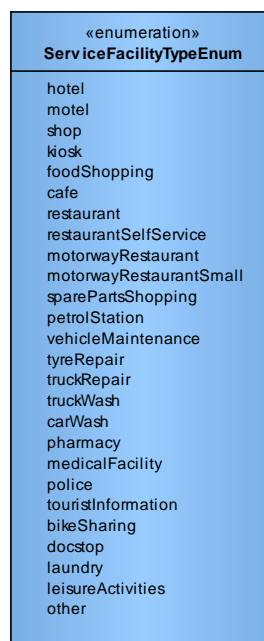 «enumeration»
ServiceFacilityTypeEnum
hotel
motel
shop
kiosk
foodShopping
cafe
restaurant
restaurantSelfService
motorwayRestaurant
motorwayRestaurantSmall
sparePartsShopping
petrolStation
vehicleMaintenance
tyreRepair
truckRepair
truckWash
carWash
pharmacy
medicalFacility
police
touristInformation
bikeSharing
docstop
laundry
leisureActivities
other